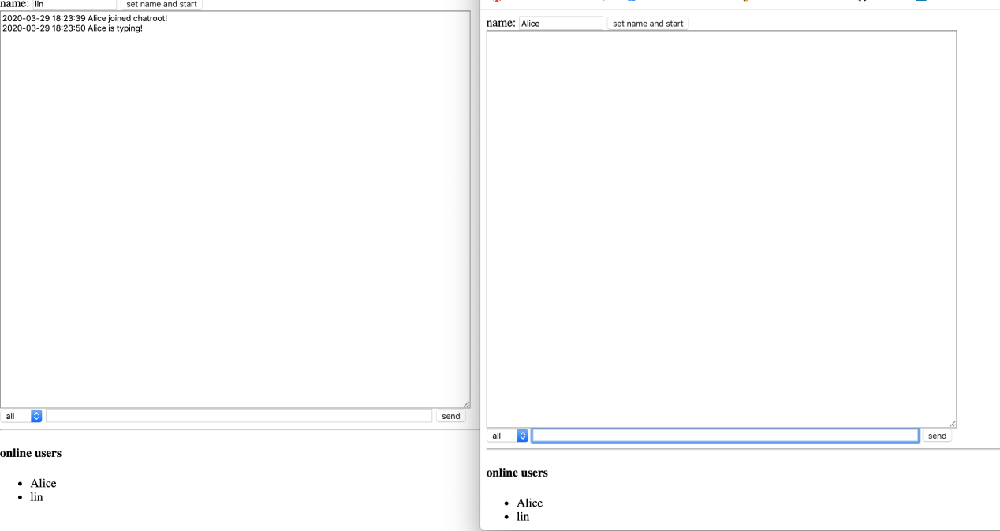 name: lin set name and start
2020-03-29 18:23:39 Alice joined chatroot!
2020-03-29 18:23:50 Alice is typing!
all send
online users
Alice
lin
name: Alice set name and start
all send
online users
Alice
lin